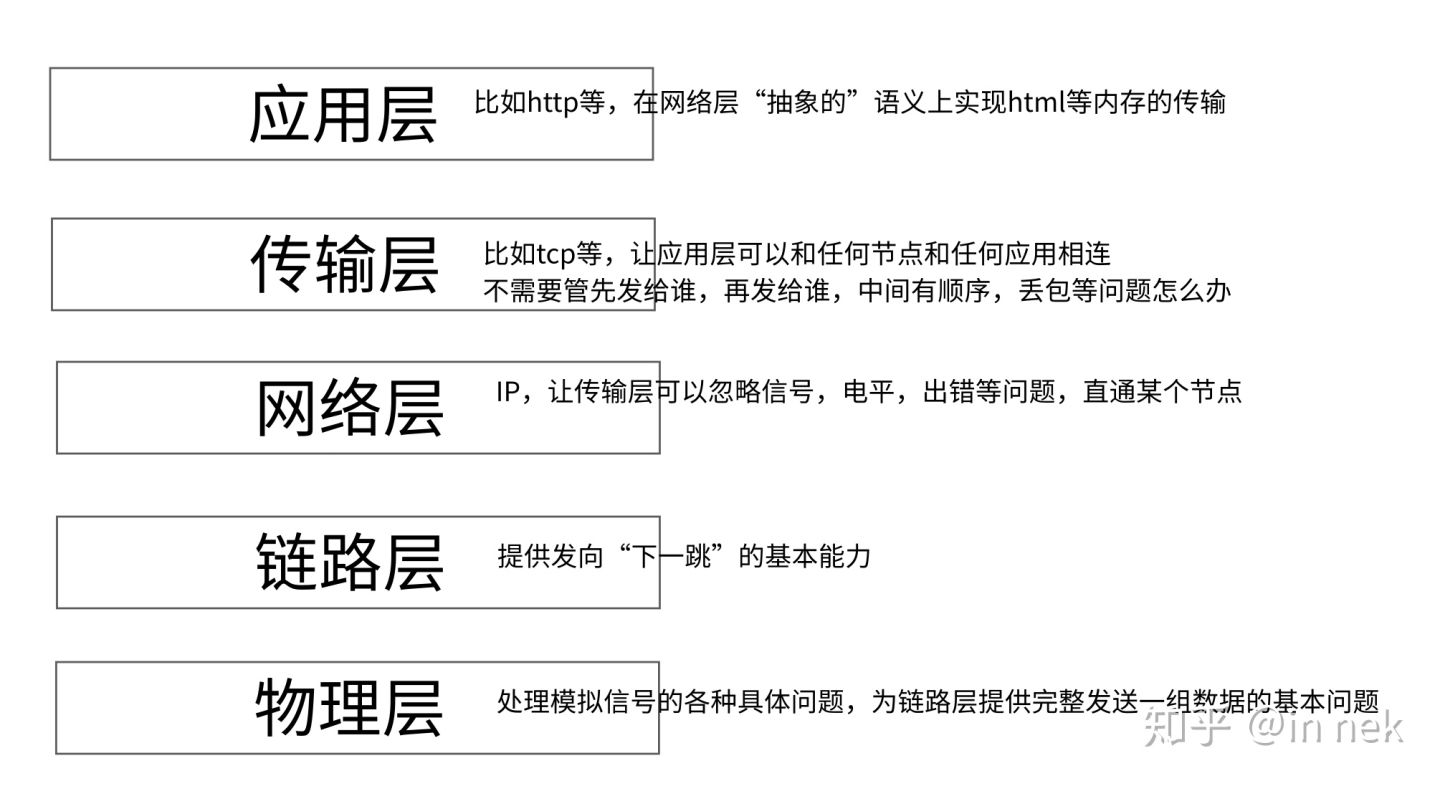 应用层
比如http等，在网络层“抽象的”语义上实现html等内存的传输
传输层
比如tcp等，让应用层可以和任何节点和任何应用相连
不需要管先发给谁，再发给谁，中间有顺序，丢包等问题怎么办
网络层
IP，让传输层可以忽略信号，电平，出错等问题，直通某个节点
链路层
提供发向“下一跳”的基本能力
物理层
处理模拟信号的各种具体问题，为链路层提供完整发送一组数据的基本问题
知乎 @in nek